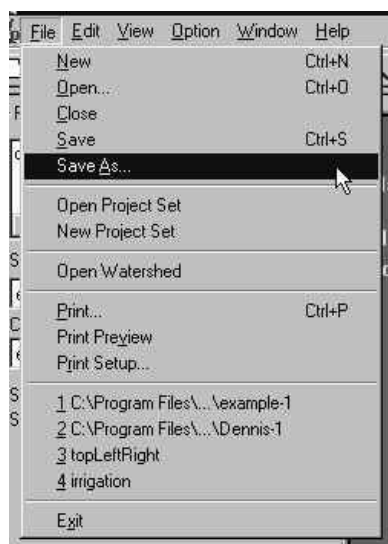 File Edit View Option Window Help
New Ctrl+N
Open... Ctrl+O
Close
Save Ctrl+S
Save As...
Open Project Set
New Project Set
Open Watershed
Print... Ctrl+P
Print Preview
Print Setup...
1 C:\Program Files\...\example-1
2 C:\Program Files\...\Dennis-1
3 topLeftRight
4 irrigation
Exit